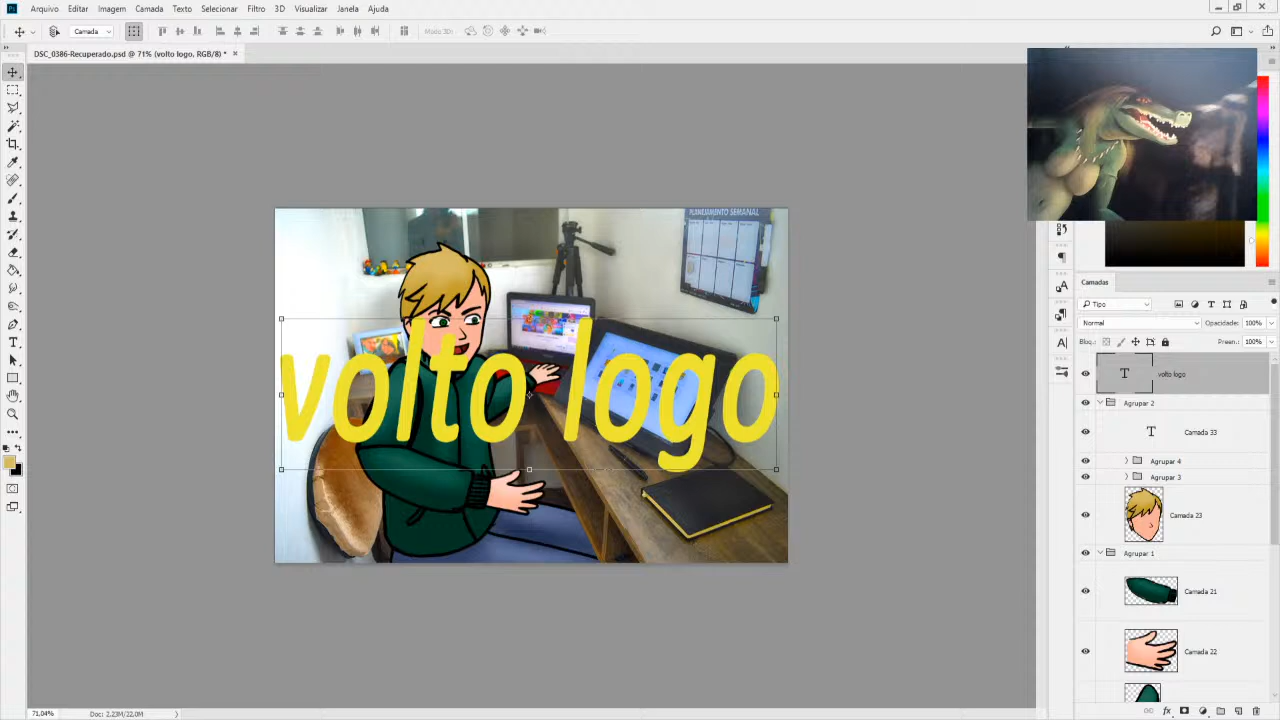 Arquivo Editar Imagem Camada Texto Selecionar Filtro 3D Visualizar Janela Ajuda
Camada Modo 3D:
DSC_0386-Recuperado.psd @ 71% (volto logo, RGB/8) * ×
PLANEJAMENTO SEMANAL
volto logo
Camadas
Tipo
Normal Opacidade: 100%
Bloq.: Preen.: 100%
T volto logo
Agrupar 2
T Camada 33
Agrupar 4
Agrupar 3
Camada 23
Agrupar 1
Camada 21
Camada 22
71,04% Doc: 2,23M/22,0M